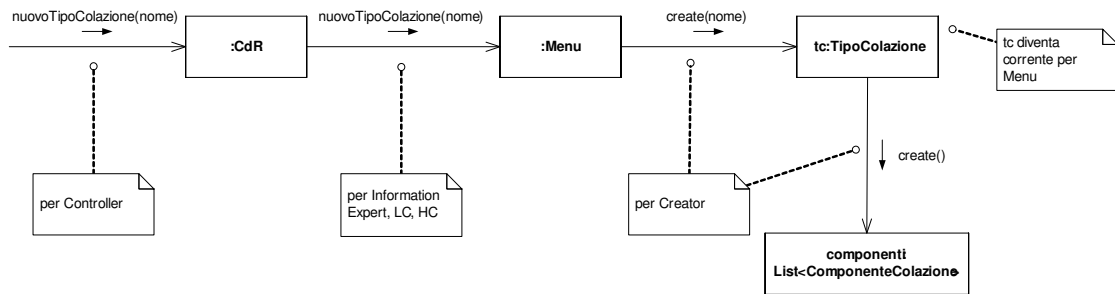 nuovoTipoColazione(nome)
nuovoTipoColazione(nome)
create(nome)
:CdR
:Menu
tc:TipoColazione
tc diventa
corrente per
Menu
create()
per Controller
per Information
Expert, LC, HC
per Creator
componenti:
List<ComponenteColazione>